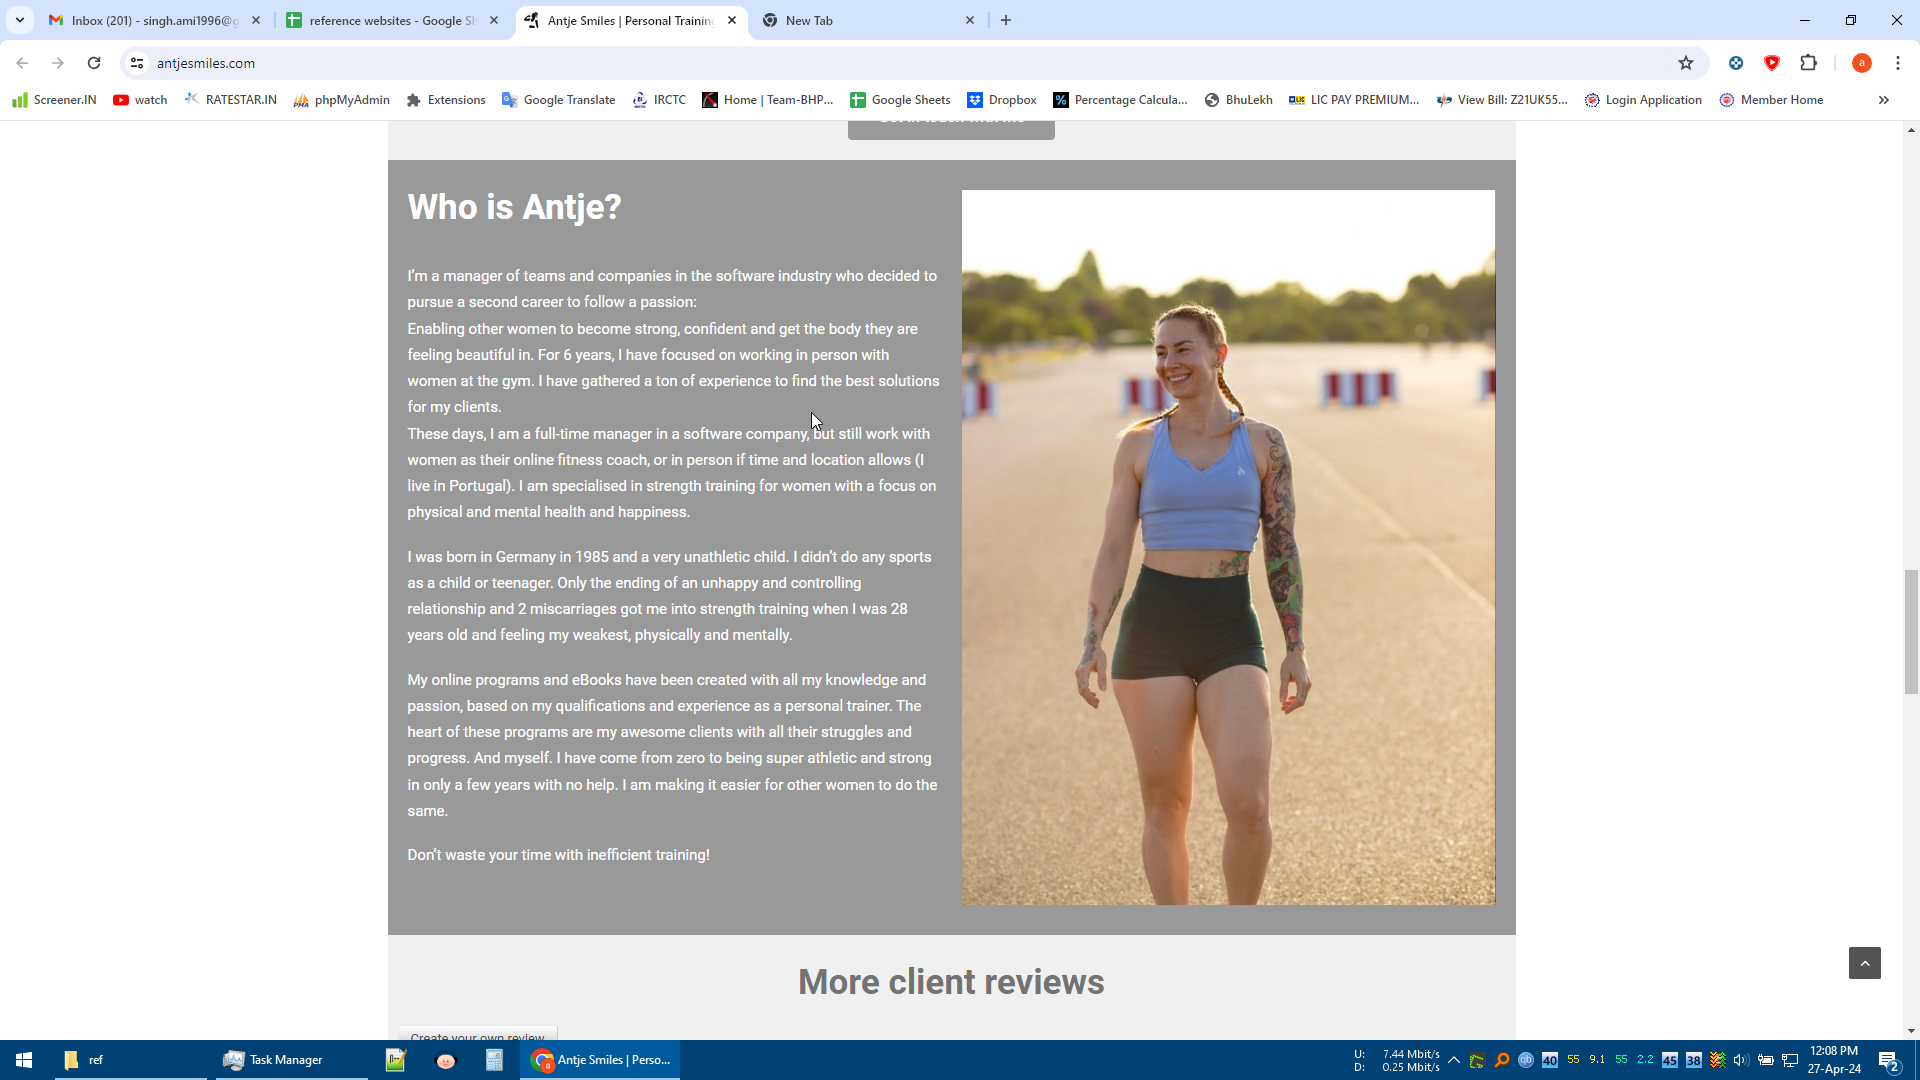 Inbox (201) - singh.ami1996@g
reference websites - Google Sh
Antje Smiles | Personal Training
New Tab
antjesmiles.com
a
Screener.IN
watch
RATESTAR.IN
phpMyAdmin
Extensions
Google Translate
IRCTC
Home | Team-BHP...
Google Sheets
Dropbox
Percentage Calcula...
BhuLekh
LIC PAY PREMIUM...
View Bill: Z21UK55...
Login Application
Member Home
Who is Antje?
I'm a manager of teams and companies in the software industry who decided to
pursue a second career to follow a passion:
Enabling other women to become strong, confident and get the body they are
feeling beautiful in. For 6 years, I have focused on working in person with
women at the gym. I have gathered a ton of experience to find the best solutions
for my clients.
These days, I am a full-time manager in a software company, but still work with
women as their online fitness coach, or in person if time and location allows (I
live in Portugal). I am specialised in strength training for women with a focus on
physical and mental health and happiness.
I was born in Germany in 1985 and a very unathletic child. I didn't do any sports
as a child or teenager. Only the ending of an unhappy and controlling
relationship and 2 miscarriages got me into strength training when I was 28
years old and feeling my weakest, physically and mentally.
My online programs and eBooks have been created with all my knowledge and
passion, based on my qualifications and experience as a personal trainer. The
heart of these programs are my awesome clients with all their struggles and
progress. And myself. I have come from zero to being super athletic and strong
in only a few years with no help. I am making it easier for other women to do the
same.
Don't waste your time with inefficient training!
More client reviews
Create your own review
ref
Task Manager
Antje Smiles | Perso...
U: 7.44 Mbit/s
D: 0.25 Mbit/s
40 55 9.1 55 2.2 45 38
12:08 PM
27-Apr-24
2